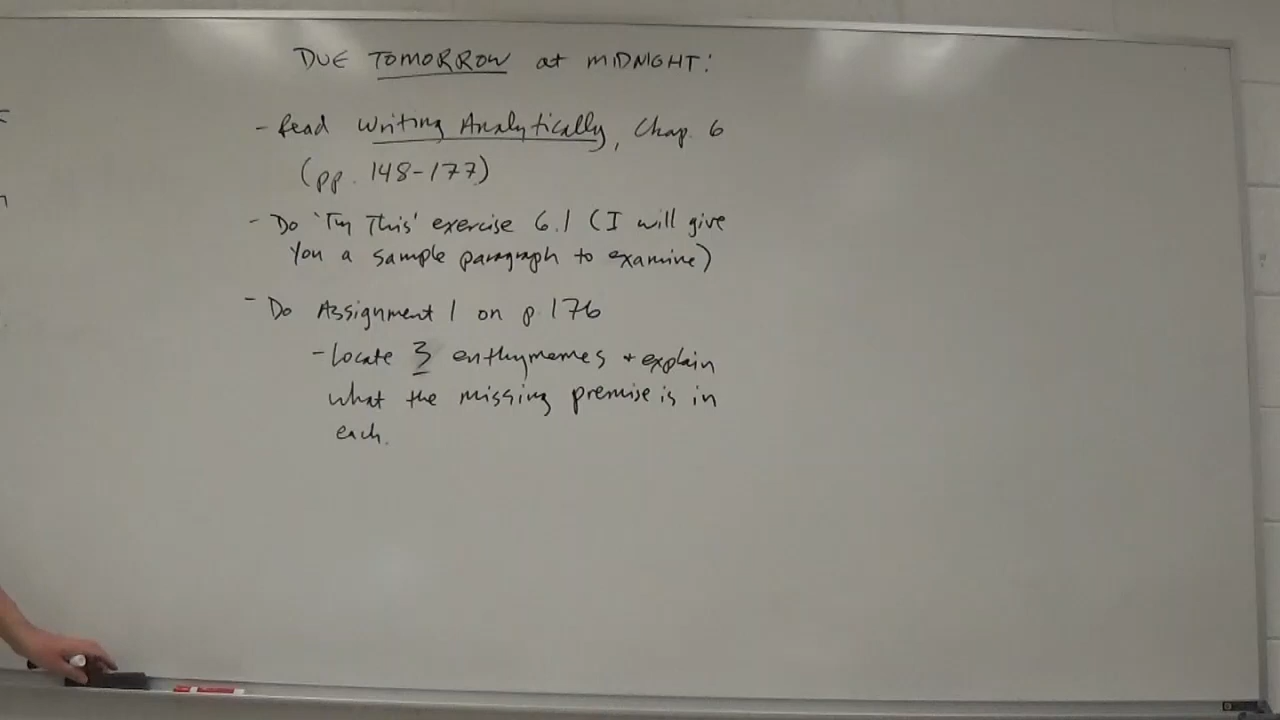 DUE TOMORROW at MIDNIGHT:
- Read Writing Analytically, Chap. 6
(pp. 148-177)
- Do 'Try This' exercise 6.1 (I will give
you a sample paragraph to examine)
- Do Assignment 1 on p. 176
- Locate 3 enthymemes + explain
what the missing premise is in
each.